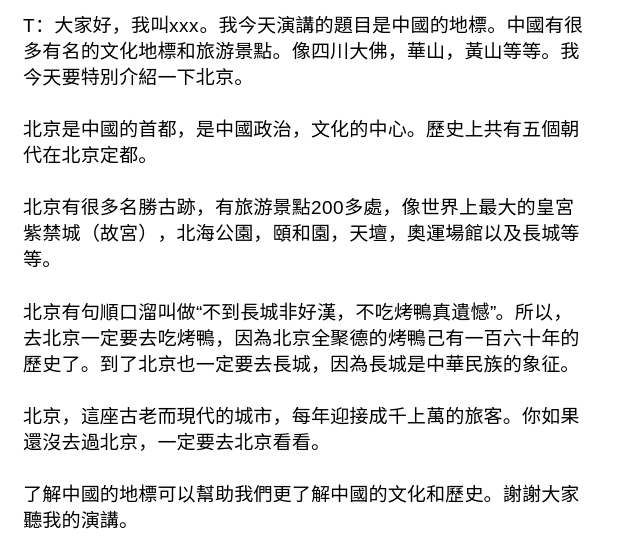 T：大家好，我叫xxx。我今天演講的題目是中國的地標。中國有很
多有名的文化地標和旅游景點。像四川大佛，華山，黃山等等。我
今天要特別介紹一下北京。
北京是中國的首都，是中國政治，文化的中心。歷史上共有五個朝
代在北京定都。
北京有很多名勝古跡，有旅游景點200多處，像世界上最大的皇宮
紫禁城（故宮），北海公園，頤和園，天壇，奧運場館以及長城等
等。
北京有句順口溜叫做“不到長城非好漢，不吃烤鴨真遺憾”。所以，
去北京一定要去吃烤鴨，因為北京全聚德的烤鴨己有一百六十年的
歷史了。到了北京也一定要去長城，因為長城是中華民族的象征。
北京，這座古老而現代的城市，每年迎接成千上萬的旅客。你如果
還沒去過北京，一定要去北京看看。
了解中國的地標可以幫助我們更了解中國的文化和歷史。謝謝大家
聽我的演講。